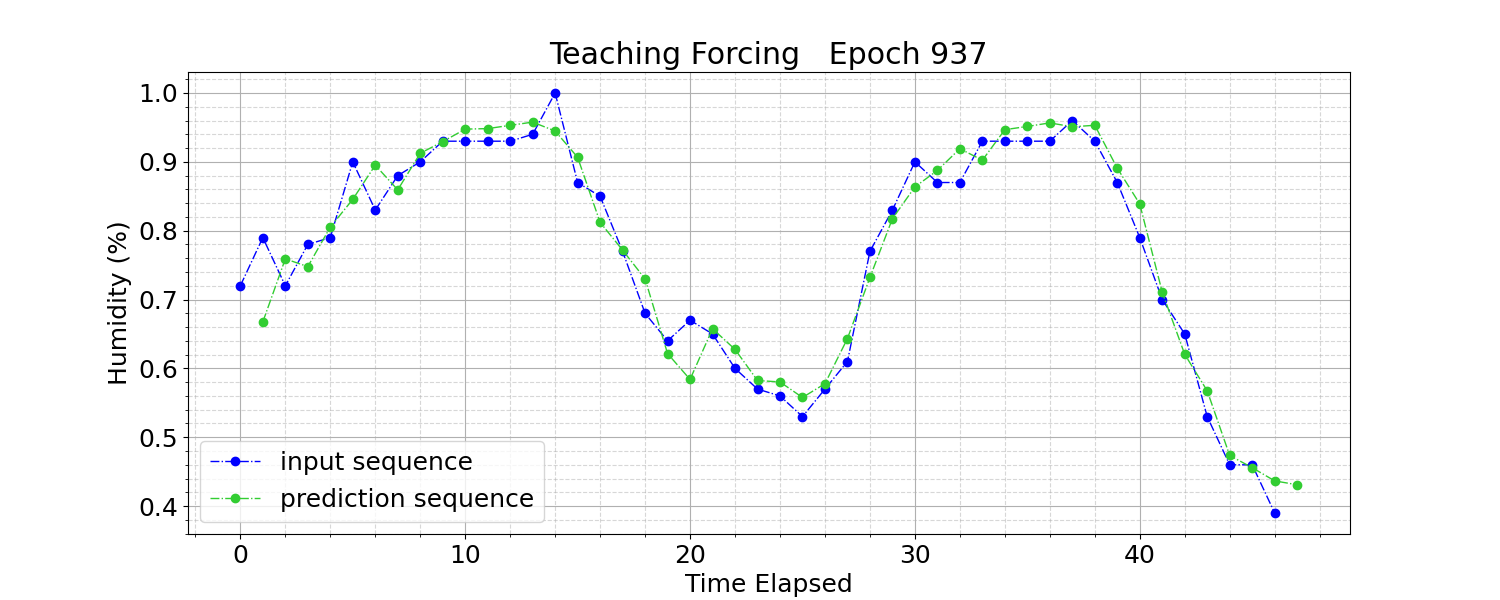 Teaching Forcing   Epoch 937
Humidity (%)
1.0
0.9
0.8
0.7
0.6
0.5
0.4
input sequence
prediction sequence
0 10 20 30 40
Time Elapsed